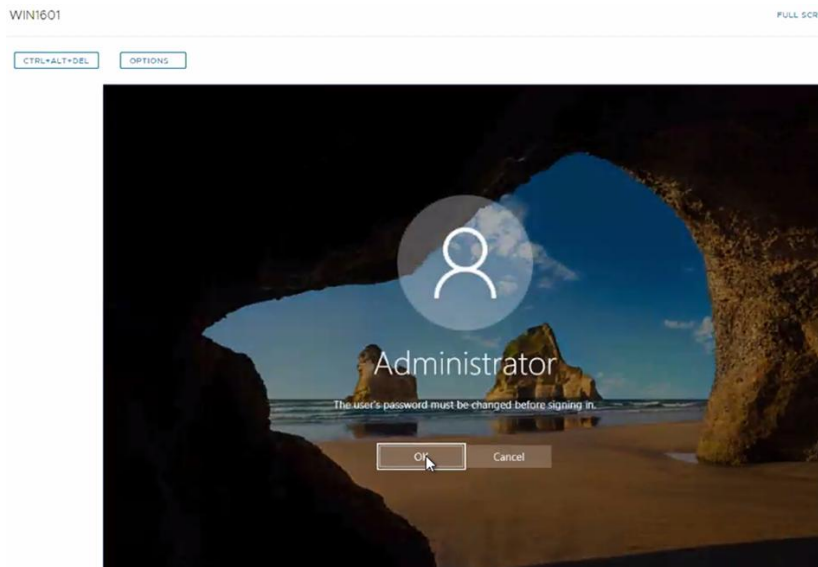 WIN1601
FULL SCR
CTRL+ALT+DEL
OPTIONS
Administrator
The user's password must be changed before signing in.
OK
Cancel